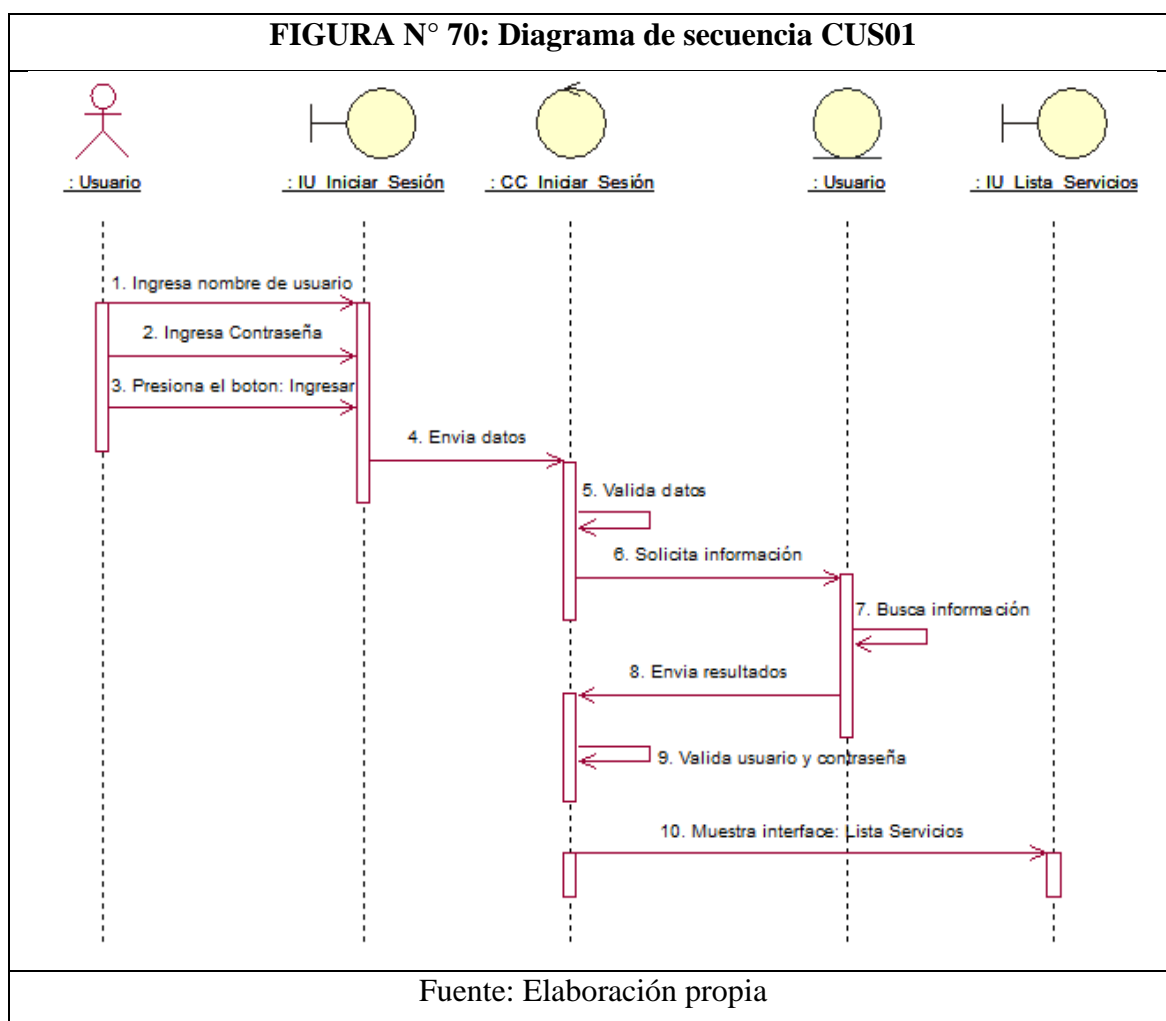 FIGURA N° 70: Diagrama de secuencia CUS01
: Usuario
: IU_Iniciar_Sesión
: CC_Iniciar_Sesión
: Usuario
: IU_Lista_Servicios
1. Ingresa nombre de usuario
2. Ingresa Contraseña
3. Presiona el boton: Ingresar
4. Envia datos
5. Valida datos
6. Solicita información
7. Busca información
8. Envia resultados
9. Valida usuario y contraseña
10. Muestra interface: Lista Servicios
Fuente: Elaboración propia